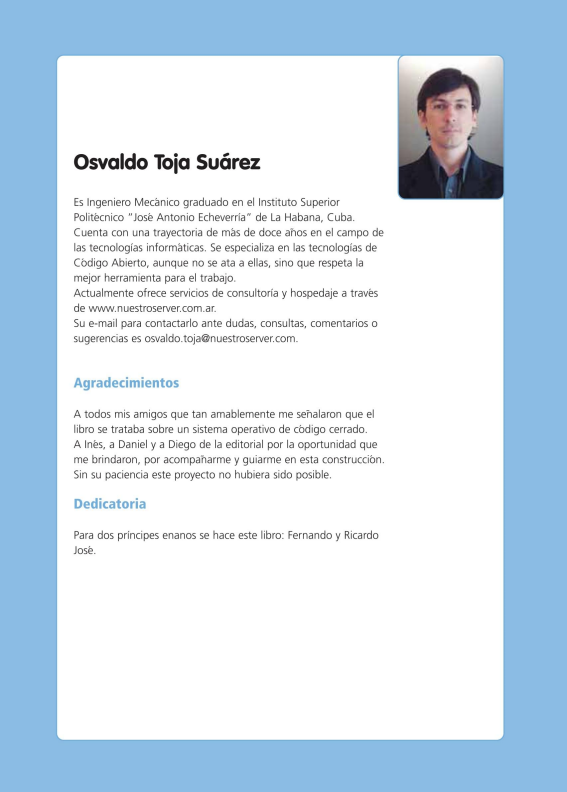 Osvaldo Toja Suárez
Es Ingeniero Mecànico graduado en el Instituto Superior
Politècnico “Josè Antonio Echeverría” de La Habana, Cuba.
Cuenta con una trayectoria de màs de doce años en el campo de
las tecnologías informàticas. Se especializa en las tecnologías de
Còdigo Abierto, aunque no se ata a ellas, sino que respeta la
mejor herramienta para el trabajo.
Actualmente ofrece servicios de consultoría y hospedaje a travès
de www.nuestroserver.com.ar.
Su e-mail para contactarlo ante dudas, consultas, comentarios o
sugerencias es osvaldo.toja@nuestroserver.com.
Agradecimientos
A todos mis amigos que tan amablemente me señalaron que el
libro se trataba sobre un sistema operativo de còdigo cerrado.
A Inès, a Daniel y a Diego de la editorial por la oportunidad que
me brindaron, por acompañarme y guiarme en esta construcciòn.
Sin su paciencia este proyecto no hubiera sido posible.
Dedicatoria
Para dos príncipes enanos se hace este libro: Fernando y Ricardo
Josè.